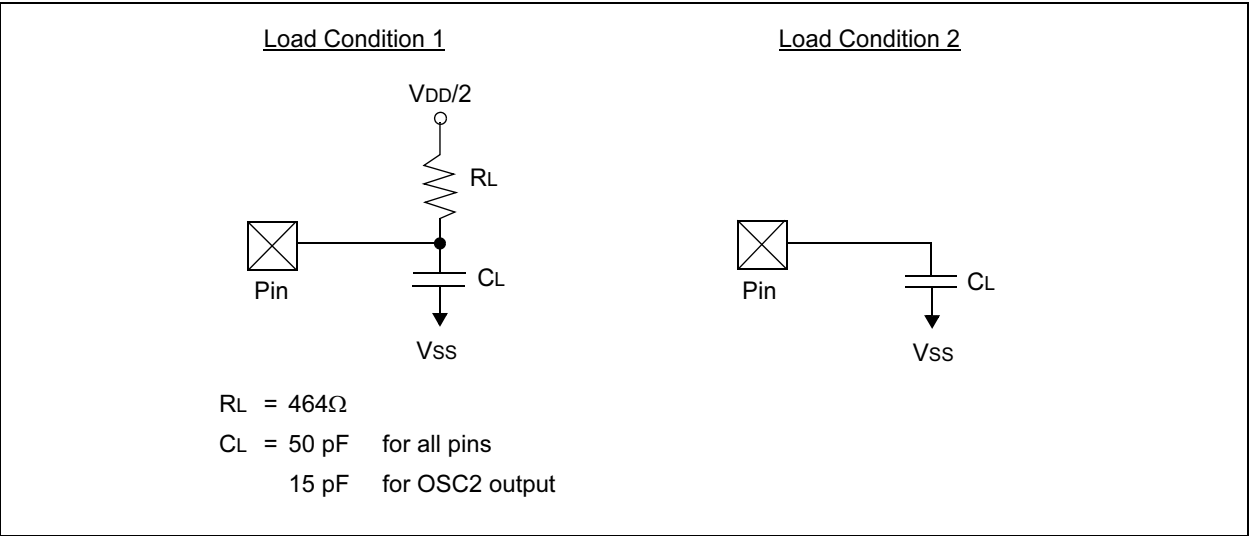 Load Condition 1
Load Condition 2
VDD/2
RL
Pin
CL
VSS
Pin
CL
VSS
RL = 464Ω
CL = 50 pF for all pins
15 pF for OSC2 output